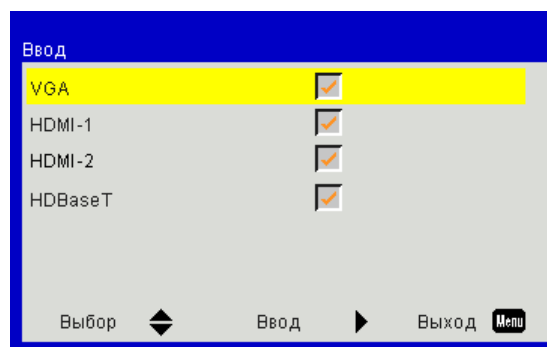 Ввод
VGA
HDMI-1
HDMI-2
HDBaseT
Выбор Ввод Выход Menu